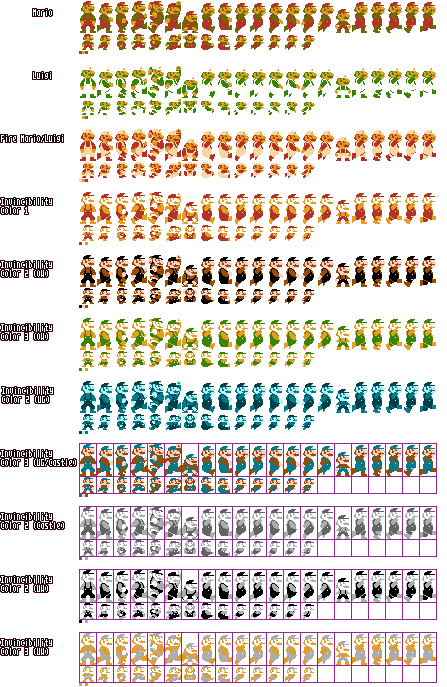 Mario
Luigi
Fire Mario/Luigi
Invincibility
Color 1
Invincibility
Color 2 (OW)
Invincibility
Color 3 (OW)
Invincibility
Color 2 (UG)
Invincibility
Color 3 (UG/Castle)
Invincibility
Color 2 (Castle)
Invincibility
Color 2 (UW)
Invincibility
Color 3 (UW)